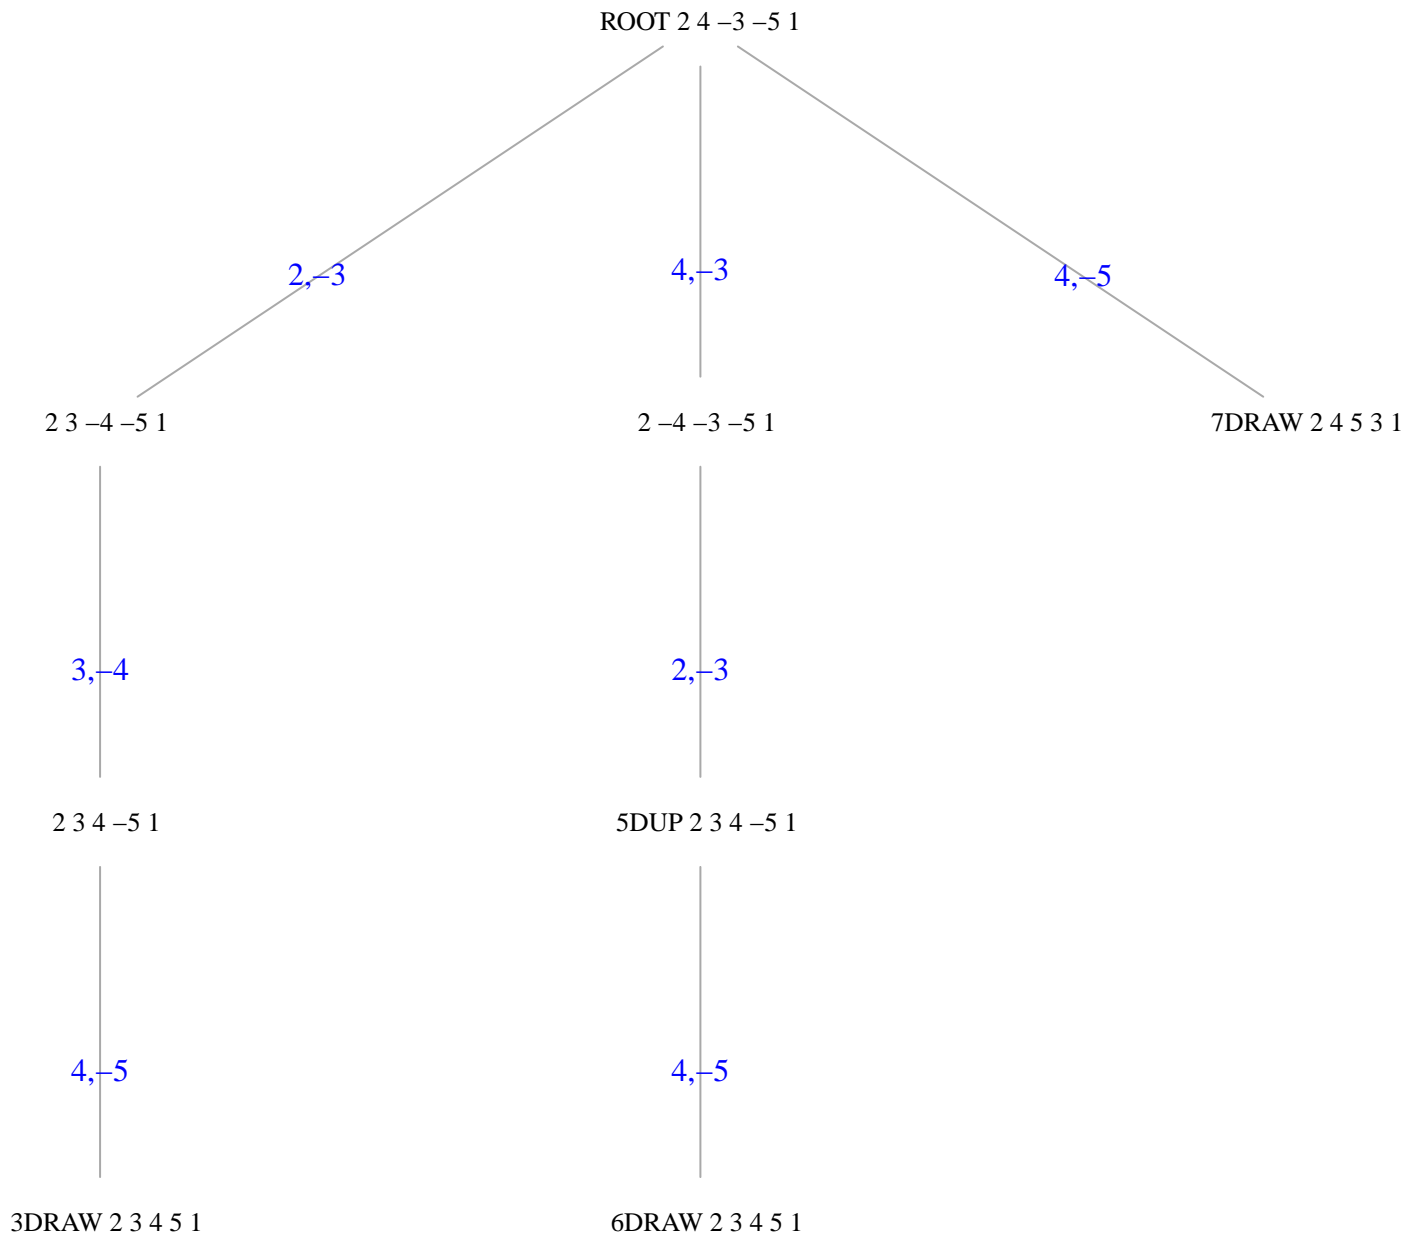 ROOT 2 4 –3 –5 1
2,–3
4,–3
4,–5
2 3 –4 –5 1
2 –4 –3 –5 1
7DRAW 2 4 5 3 1
3,–4
2,–3
2 3 4 –5 1
5DUP 2 3 4 –5 1
4,–5
4,–5
3DRAW 2 3 4 5 1
6DRAW 2 3 4 5 1